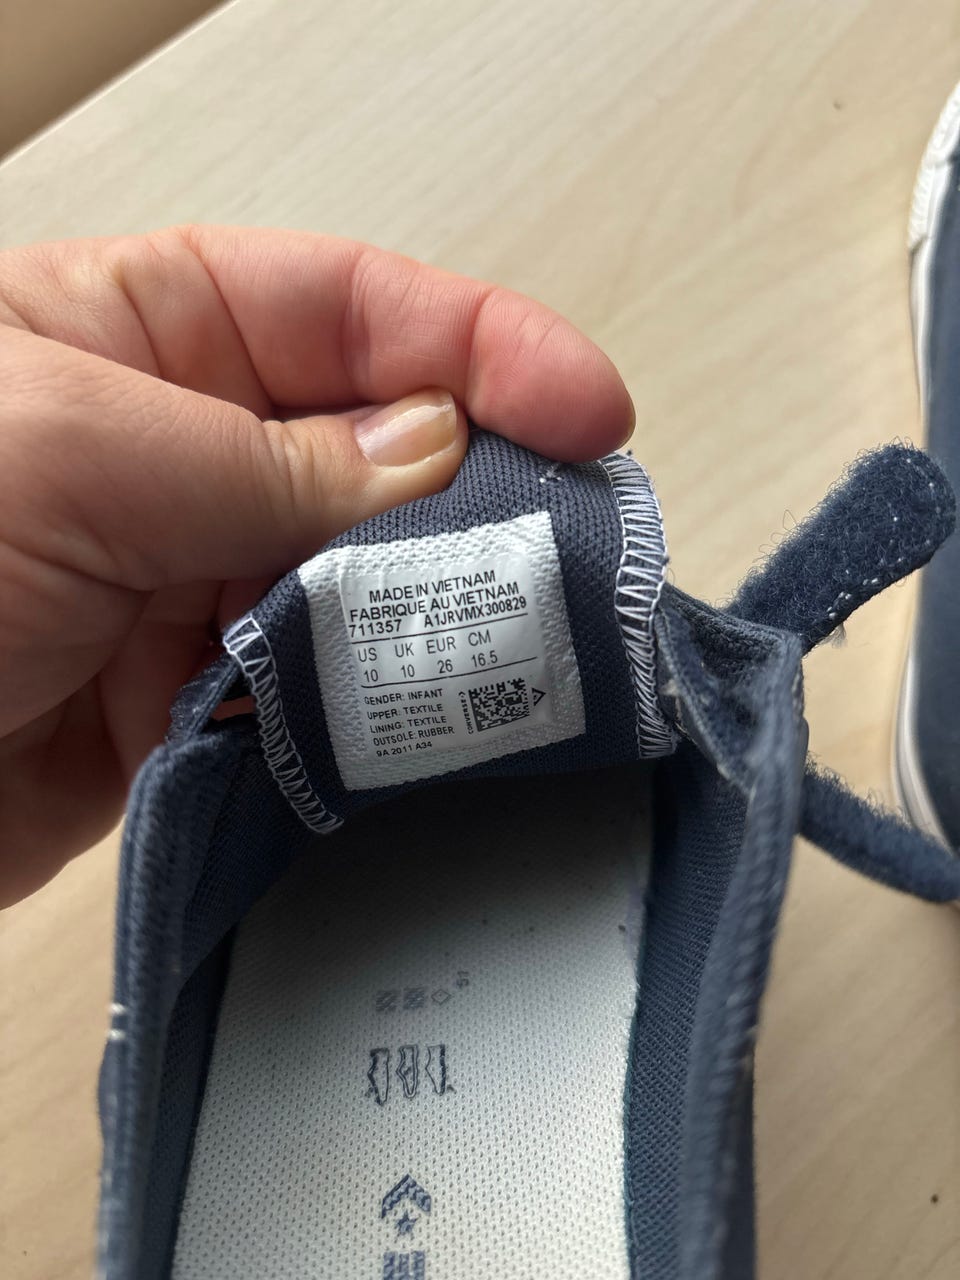 MADE IN VIETNAM
FABRIQUE AU VIETNAM
711357 A1JRVMX300829
US UK EUR CM
10 10 26 16.5
GENDER: INFANT
UPPER: TEXTILE
LINING: TEXTILE
OUTSOLE: RUBBER
9A 2011 A34